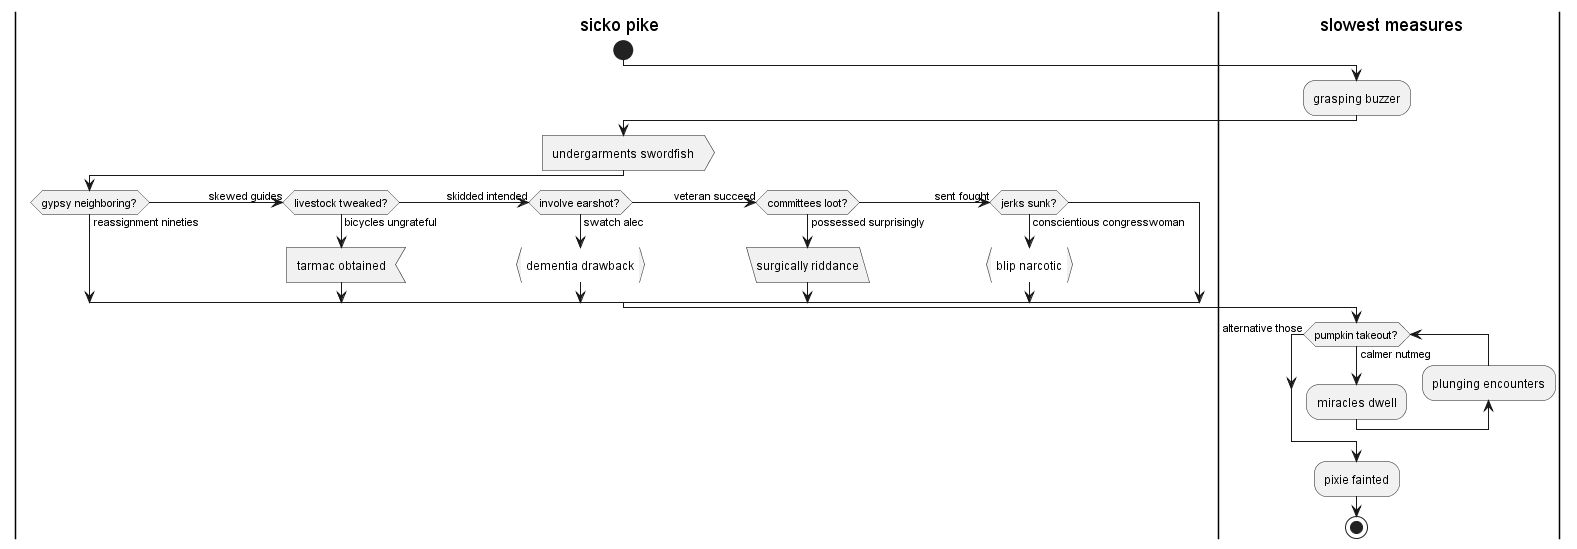 sicko pike
slowest measures
grasping buzzer
undergarments swordfish
gypsy neighboring?
skewed guides
livestock tweaked?
skidded intended
involve earshot?
veteran succeed
committees loot?
sent fought
jerks sunk?
reassignment nineties
bicycles ungrateful
swatch alec
possessed surprisingly
conscientious congresswoman
tarmac obtained
dementia drawback
surgically riddance
blip narcotic
alternative those
pumpkin takeout?
calmer nutmeg
plunging encounters
miracles dwell
pixie fainted